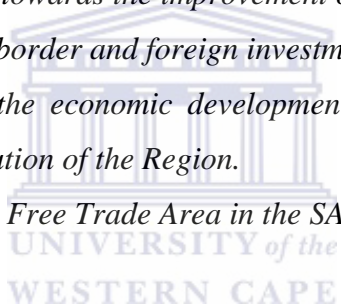 towards the improvement
border and foreign investm
the economic development
ation of the Region.
Free Trade Area in the SA
UNIVERSITY of the
WESTERN CAPE